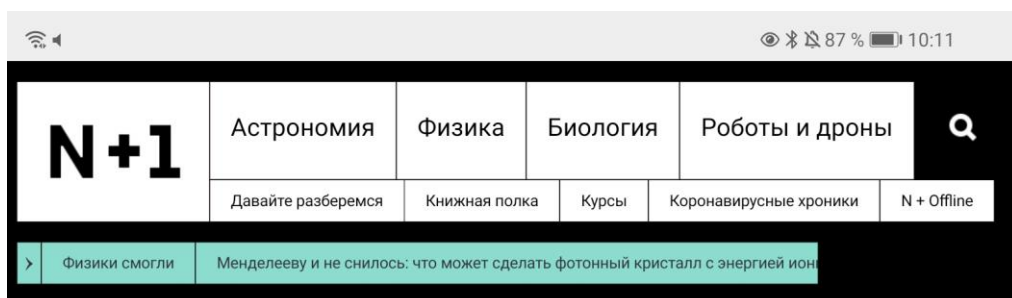 87 % 10:11
N+1
Астрономия Физика Биология Роботы и дроны
Давайте разберемся Книжная полка Курсы Коронавирусные хроники N + Offline
Физики смогли Менделееву и не снилось: что может сделать фотонный кристалл с энергией